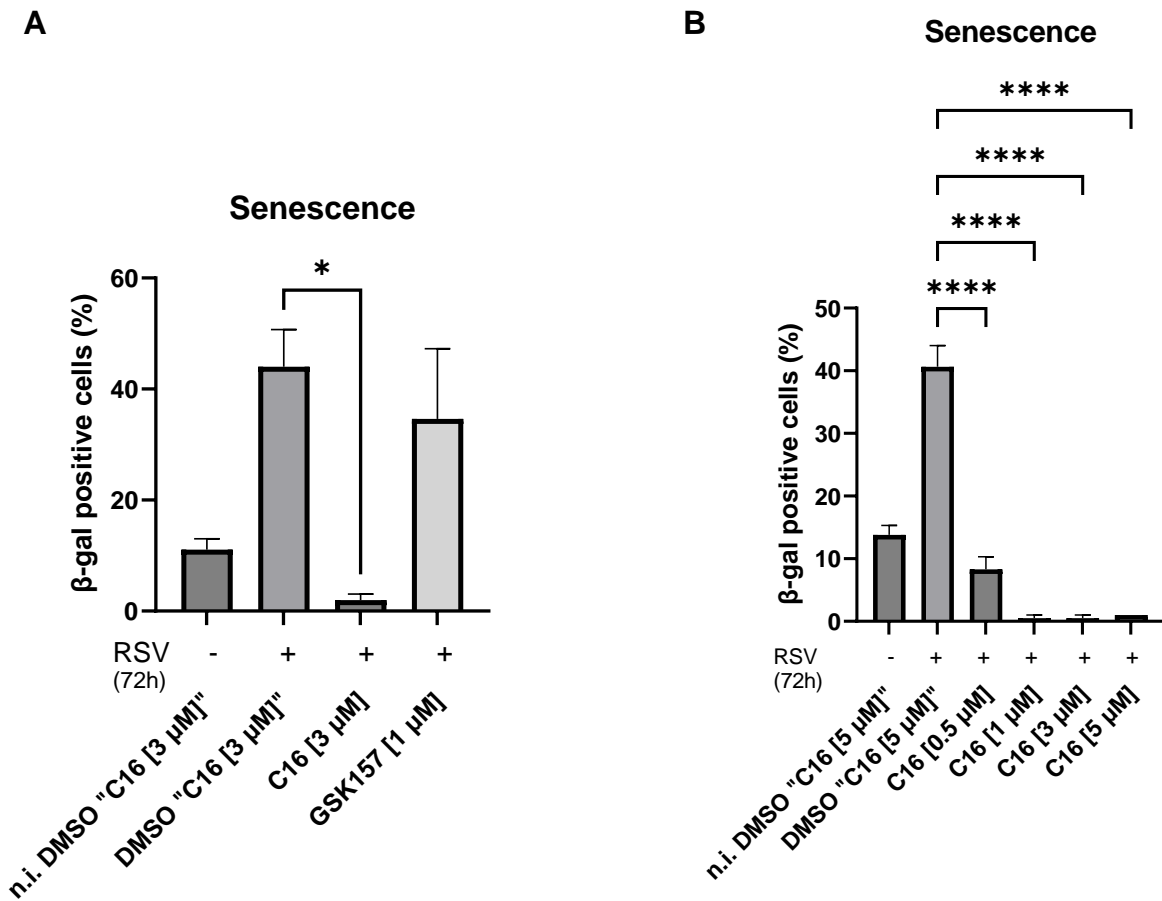 A
Senescence
*
β-gal positive cells (%)
60
40
20
0
RSV - + + +
(72h)
n.i. DMSO "C16 [3 µM]"
DMSO "C16 [3 µM]"
C16 [3 µM]
GSK157 [1 µM]
B
Senescence
****
****
****
****
β-gal positive cells (%)
50
40
30
20
10
0
RSV - + + + + +
(72h)
n.i. DMSO "C16 [5 µM]"
DMSO "C16 [5 µM]"
C16 [0.5 µM]
C16 [1 µM]
C16 [3 µM]
C16 [5 µM]